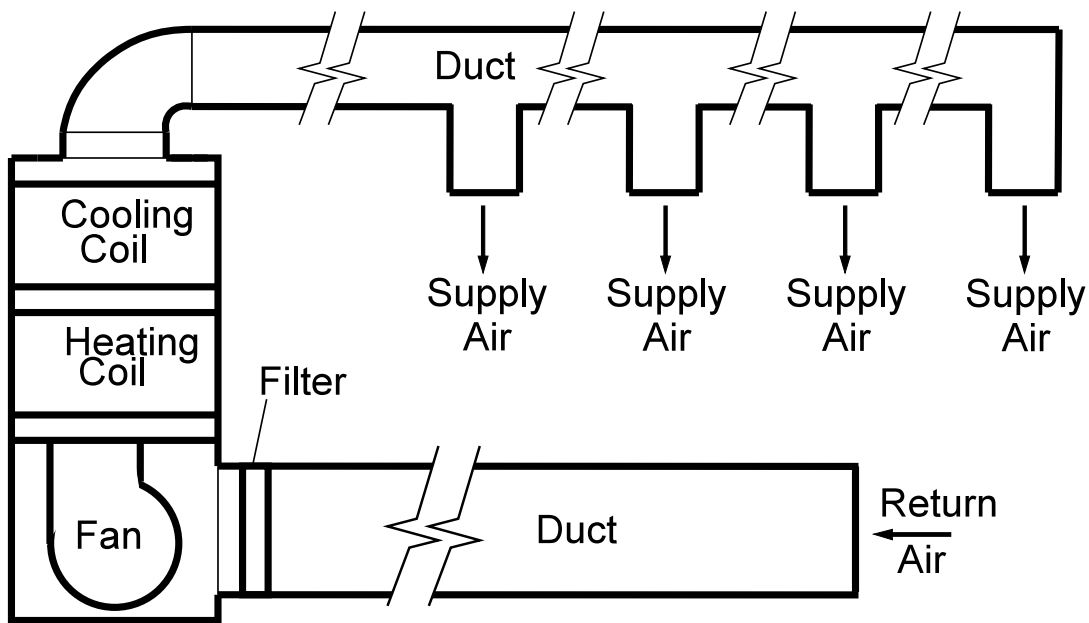 Duct
Cooling
Coil
Supply
Air
Supply
Air
Supply
Air
Supply
Air
Heating
Coil
Filter
Fan
Duct
Return
Air